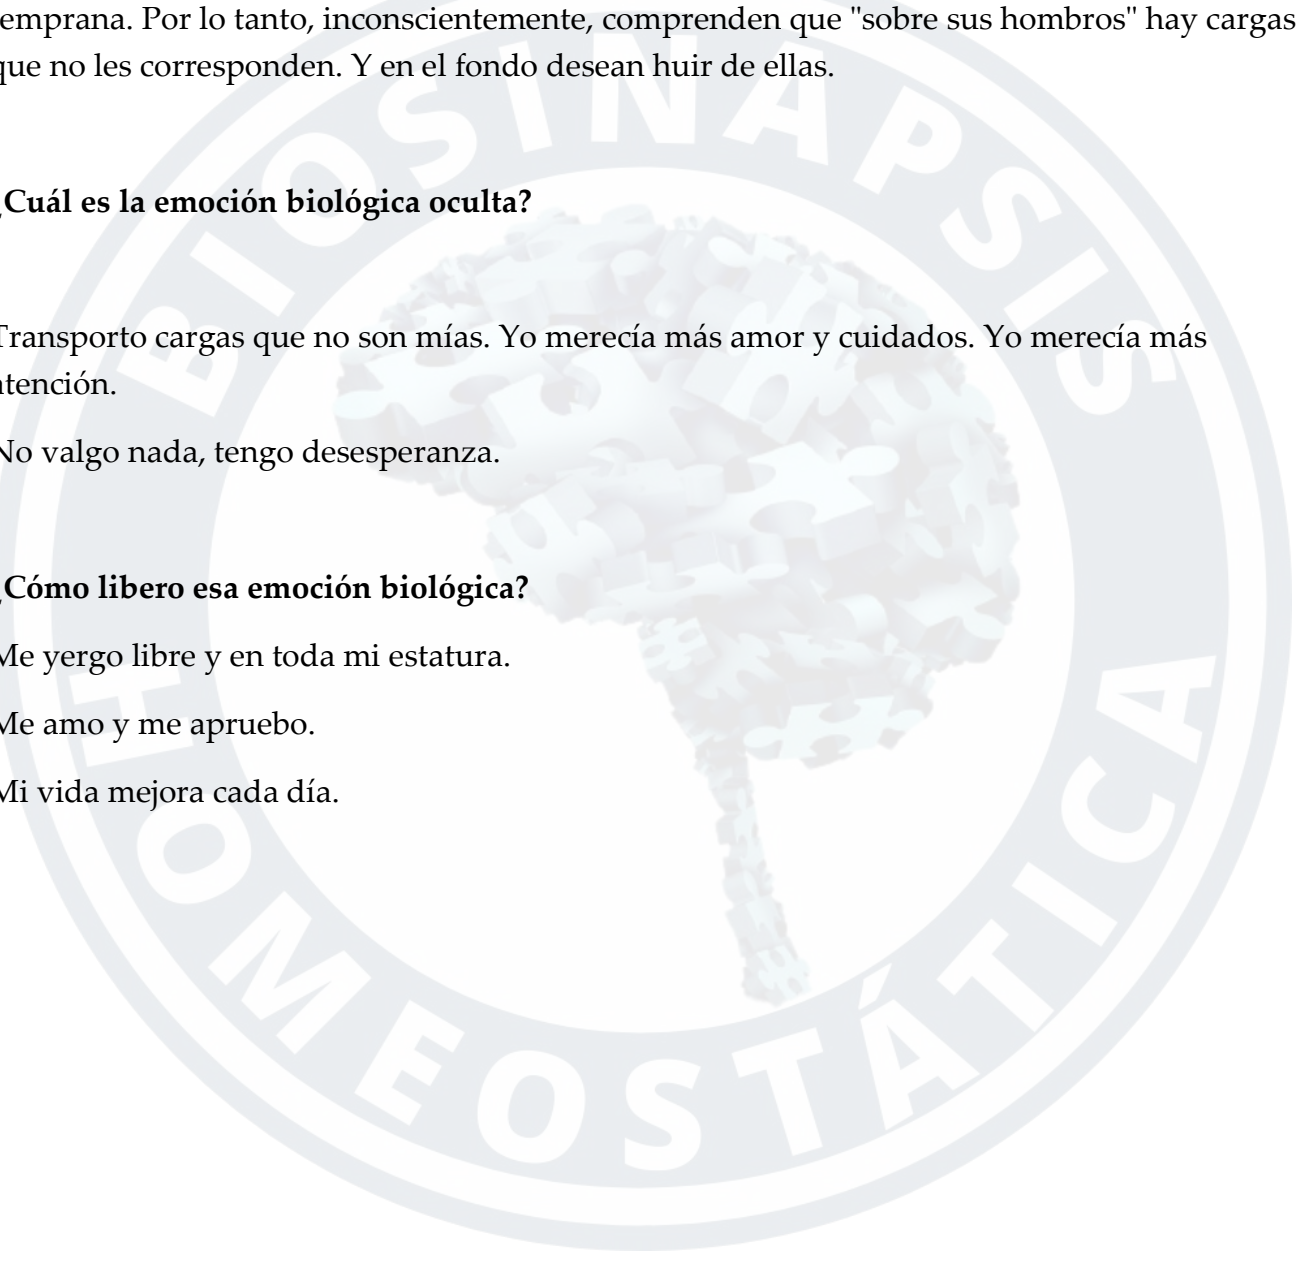 emprana. Por lo tanto, inconscientemente, comprenden que "sobre sus hombros" hay cargas
que no les corresponden. Y en el fondo desean huir de ellas.
¿Cuál es la emoción biológica oculta?
Transporto cargas que no son mías. Yo merecía más amor y cuidados. Yo merecía más
atención.
No valgo nada, tengo desesperanza.
¿Cómo libero esa emoción biológica?
Me yergo libre y en toda mi estatura.
Me amo y me apruebo.
Mi vida mejora cada día.
BIOSINAPSIS
HOMEOSTÁTICA